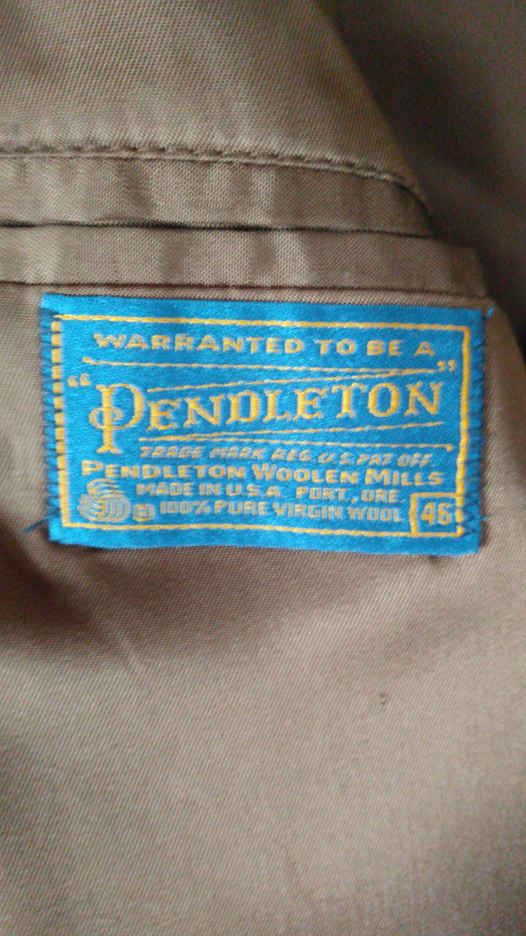 WARRANTED TO BE A
"PENDLETON"
TRADE MARK REG. U.S. PAT. OFF.
PENDLETON WOOLEN MILLS
MADE IN U.S.A. PORT., ORE.
100% PURE VIRGIN WOOL 46